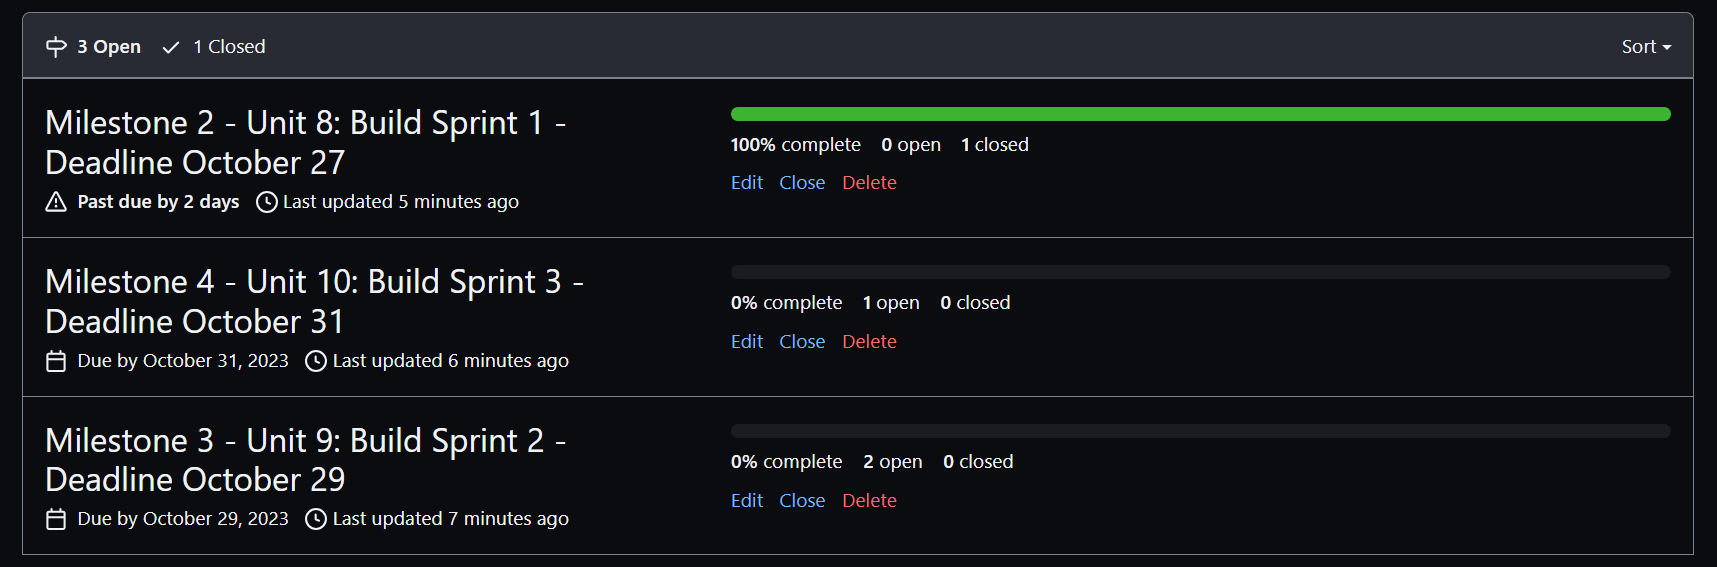 3 Open 1 Closed Sort
Milestone 2 - Unit 8: Build Sprint 1 -
Deadline October 27
Past due by 2 days Last updated 5 minutes ago
100% complete 0 open 1 closed
Edit Close Delete
Milestone 4 - Unit 10: Build Sprint 3 -
Deadline October 31
Due by October 31, 2023 Last updated 6 minutes ago
0% complete 1 open 0 closed
Edit Close Delete
Milestone 3 - Unit 9: Build Sprint 2 -
Deadline October 29
Due by October 29, 2023 Last updated 7 minutes ago
0% complete 2 open 0 closed
Edit Close Delete